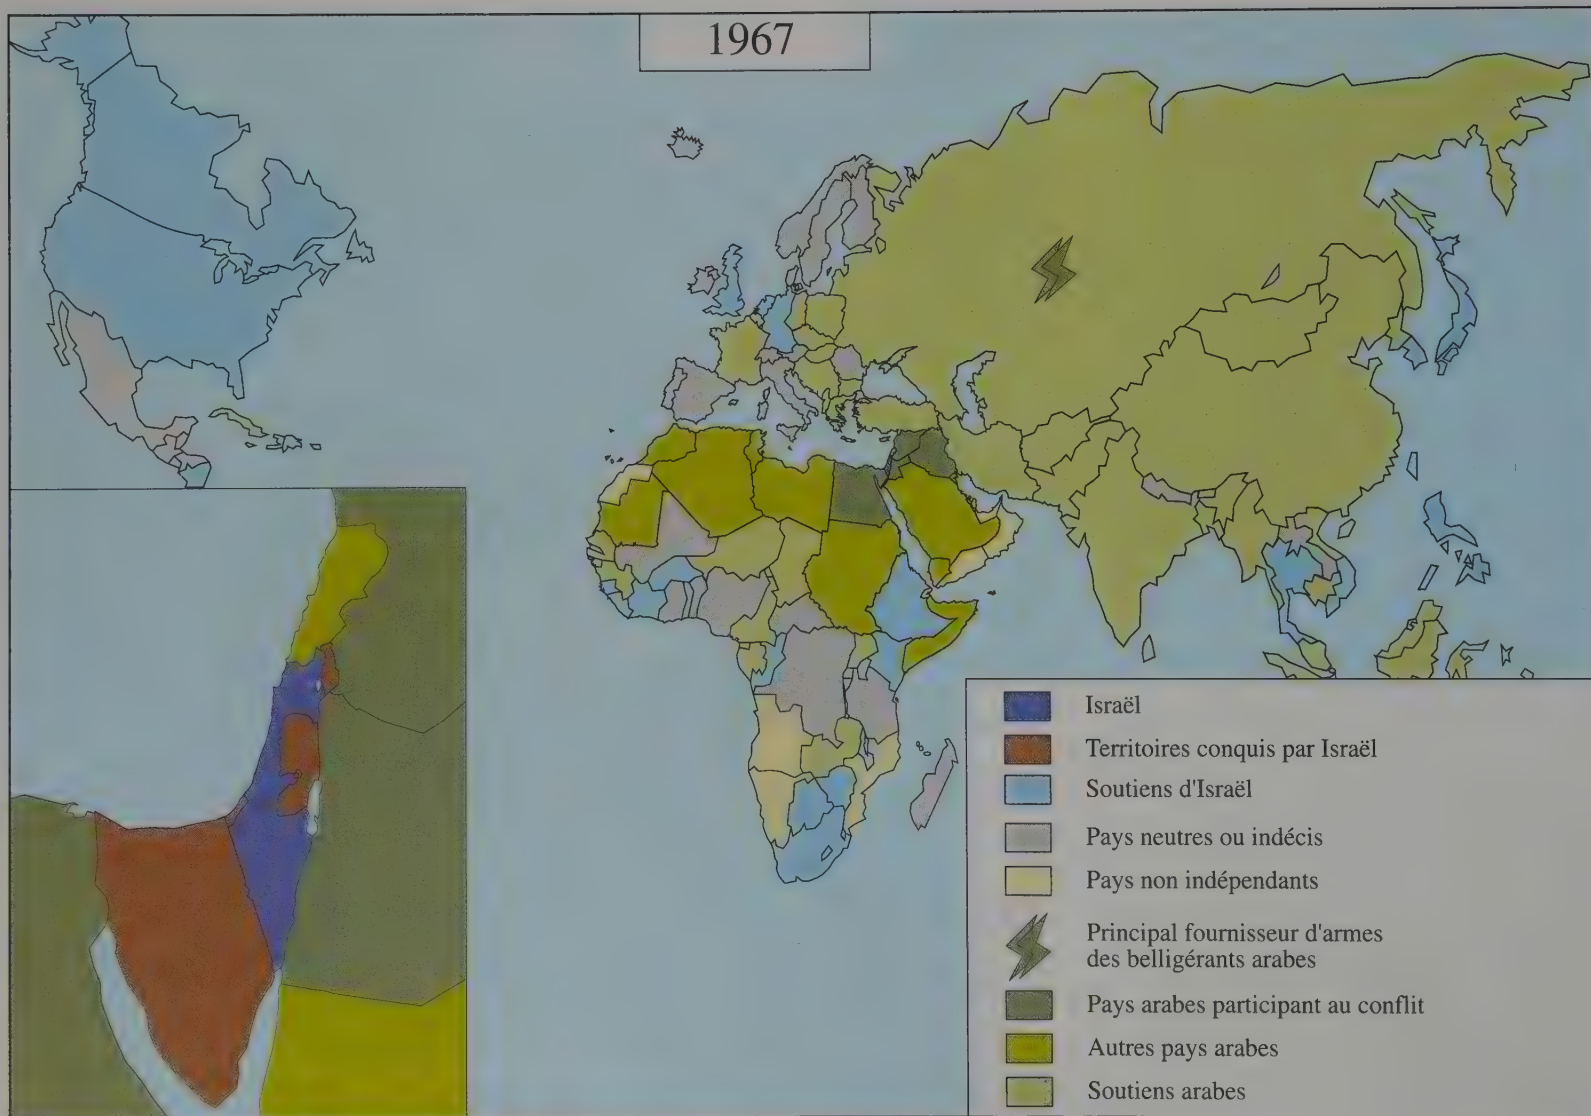 1967
Israël
Territoires conquis par Israël
Soutiens d'Israël
Pays neutres ou indécis
Pays non indépendants
Principal fournisseur d'armes
des belligérants arabes
Pays arabes participant au conflit
Autres pays arabes
Soutiens arabes